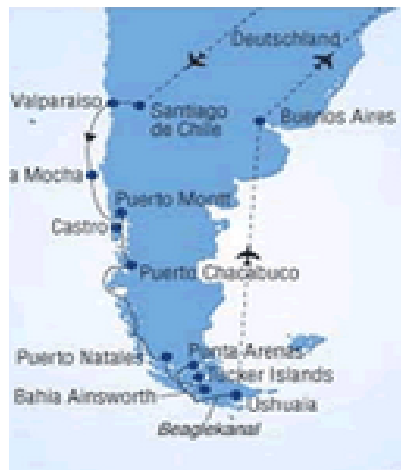 Deutschland
Valparaiso
Santiago
de Chile
Buenos Aires
a Mocha
Puerto Montt
Castro
Puerto Chacabuco
Puerto Natales
Punta Arenas
Tucker Islands
Bahia Ainsworth
Ushuaia
Beaglekanal